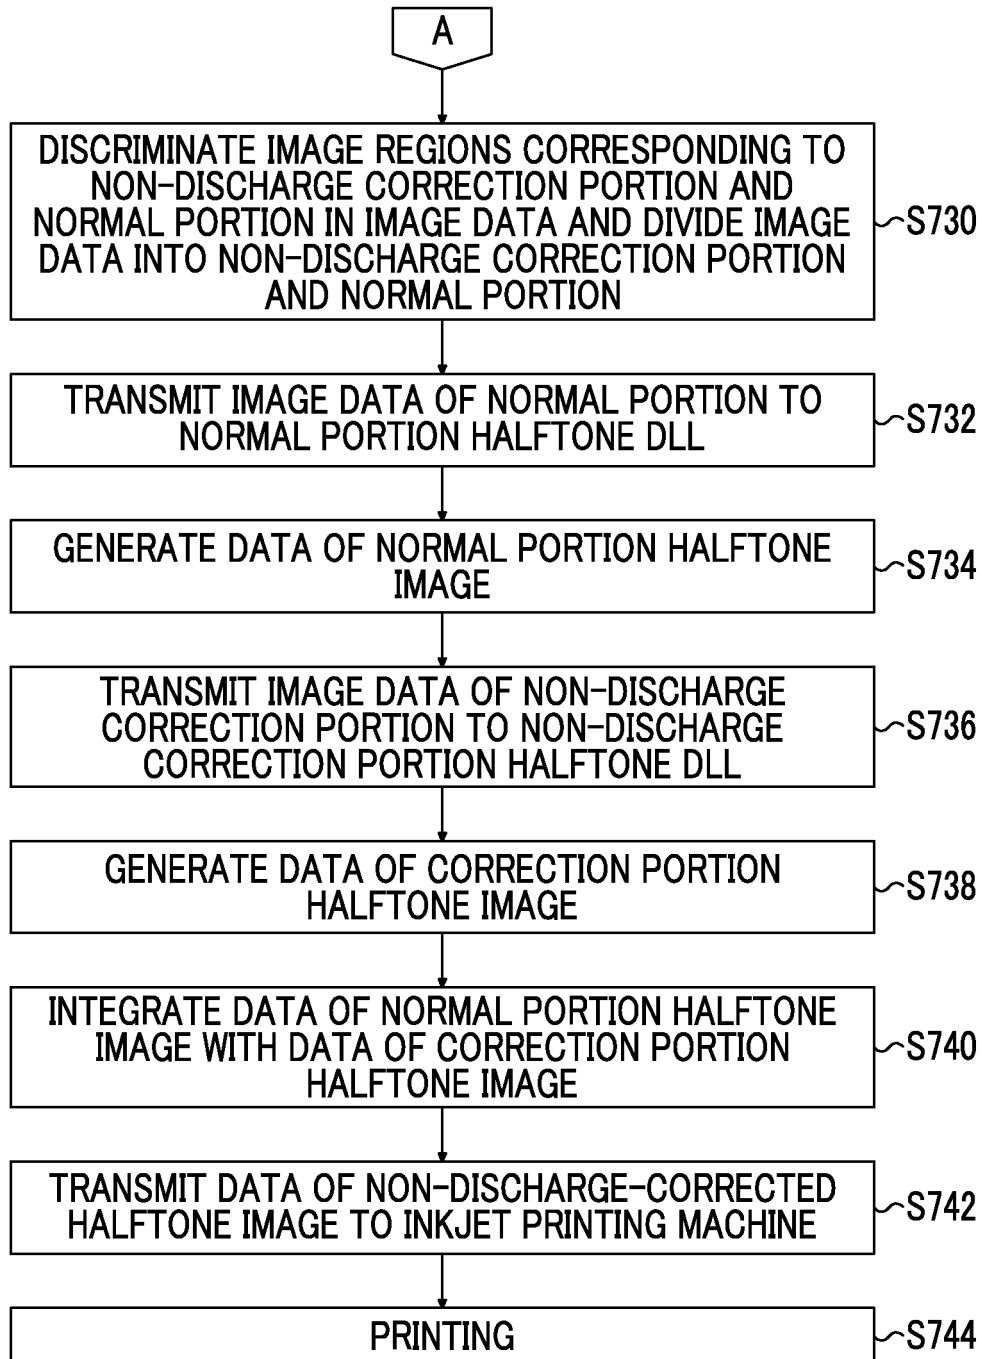 A
DISCRIMINATE IMAGE REGIONS CORRESPONDING TO
NON-DISCHARGE CORRECTION PORTION AND
NORMAL PORTION IN IMAGE DATA AND DIVIDE IMAGE
DATA INTO NON-DISCHARGE CORRECTION PORTION
AND NORMAL PORTION
S730
TRANSMIT IMAGE DATA OF NORMAL PORTION TO
NORMAL PORTION HALFTONE DLL
S732
GENERATE DATA OF NORMAL PORTION HALFTONE
IMAGE
S734
TRANSMIT IMAGE DATA OF NON-DISCHARGE
CORRECTION PORTION TO NON-DISCHARGE
CORRECTION PORTION HALFTONE DLL
S736
GENERATE DATA OF CORRECTION PORTION
HALFTONE IMAGE
S738
INTEGRATE DATA OF NORMAL PORTION HALFTONE
IMAGE WITH DATA OF CORRECTION PORTION
HALFTONE IMAGE
S740
TRANSMIT DATA OF NON-DISCHARGE-CORRECTED
HALFTONE IMAGE TO INKJET PRINTING MACHINE
S742
PRINTING
S744